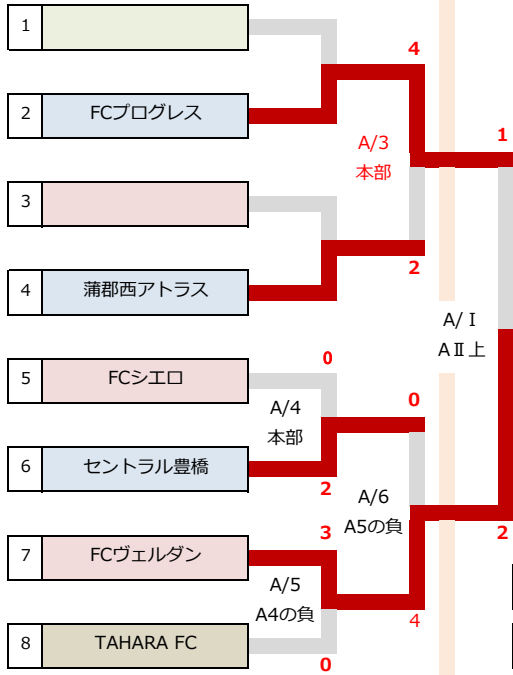 1
4
2 FCプログレス
1
A/3
本部
3
2
4 蒲郡西アトラス
A/Ⅰ
AⅡ上
5 FCシエロ
0
0
A/4
本部
6 セントラル豊橋
2
A/6
A5の負
3
2
7 FCヴェルダン
A/5
A4の負
4
8 TAHARA FC
0